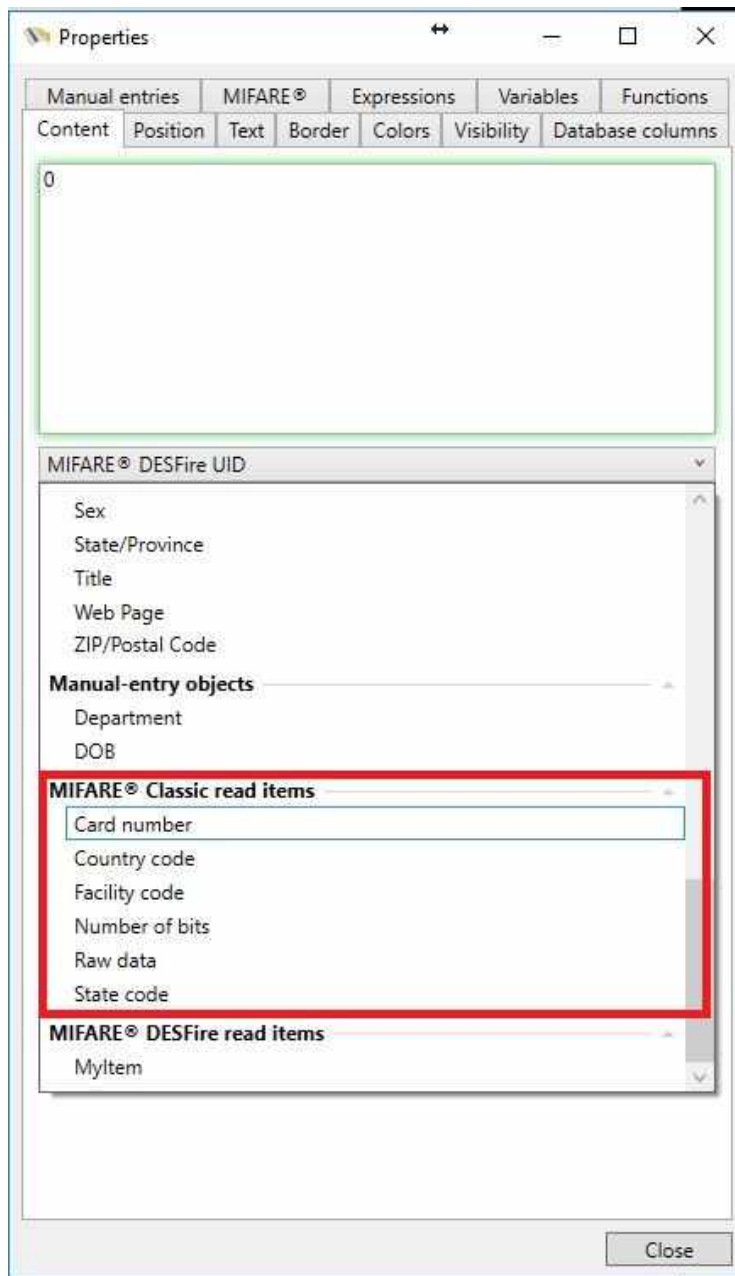 Properties
Manual entries MIFARE® Expressions Variables Functions
Content Position Text Border Colors Visibility Database columns
0
MIFARE® DESFire UID
Sex
State/Province
Title
Web Page
ZIP/Postal Code
Manual-entry objects
Department
DOB
MIFARE® Classic read items
Card number
Country code
Facility code
Number of bits
Raw data
State code
MIFARE® DESFire read items
MyItem
Close